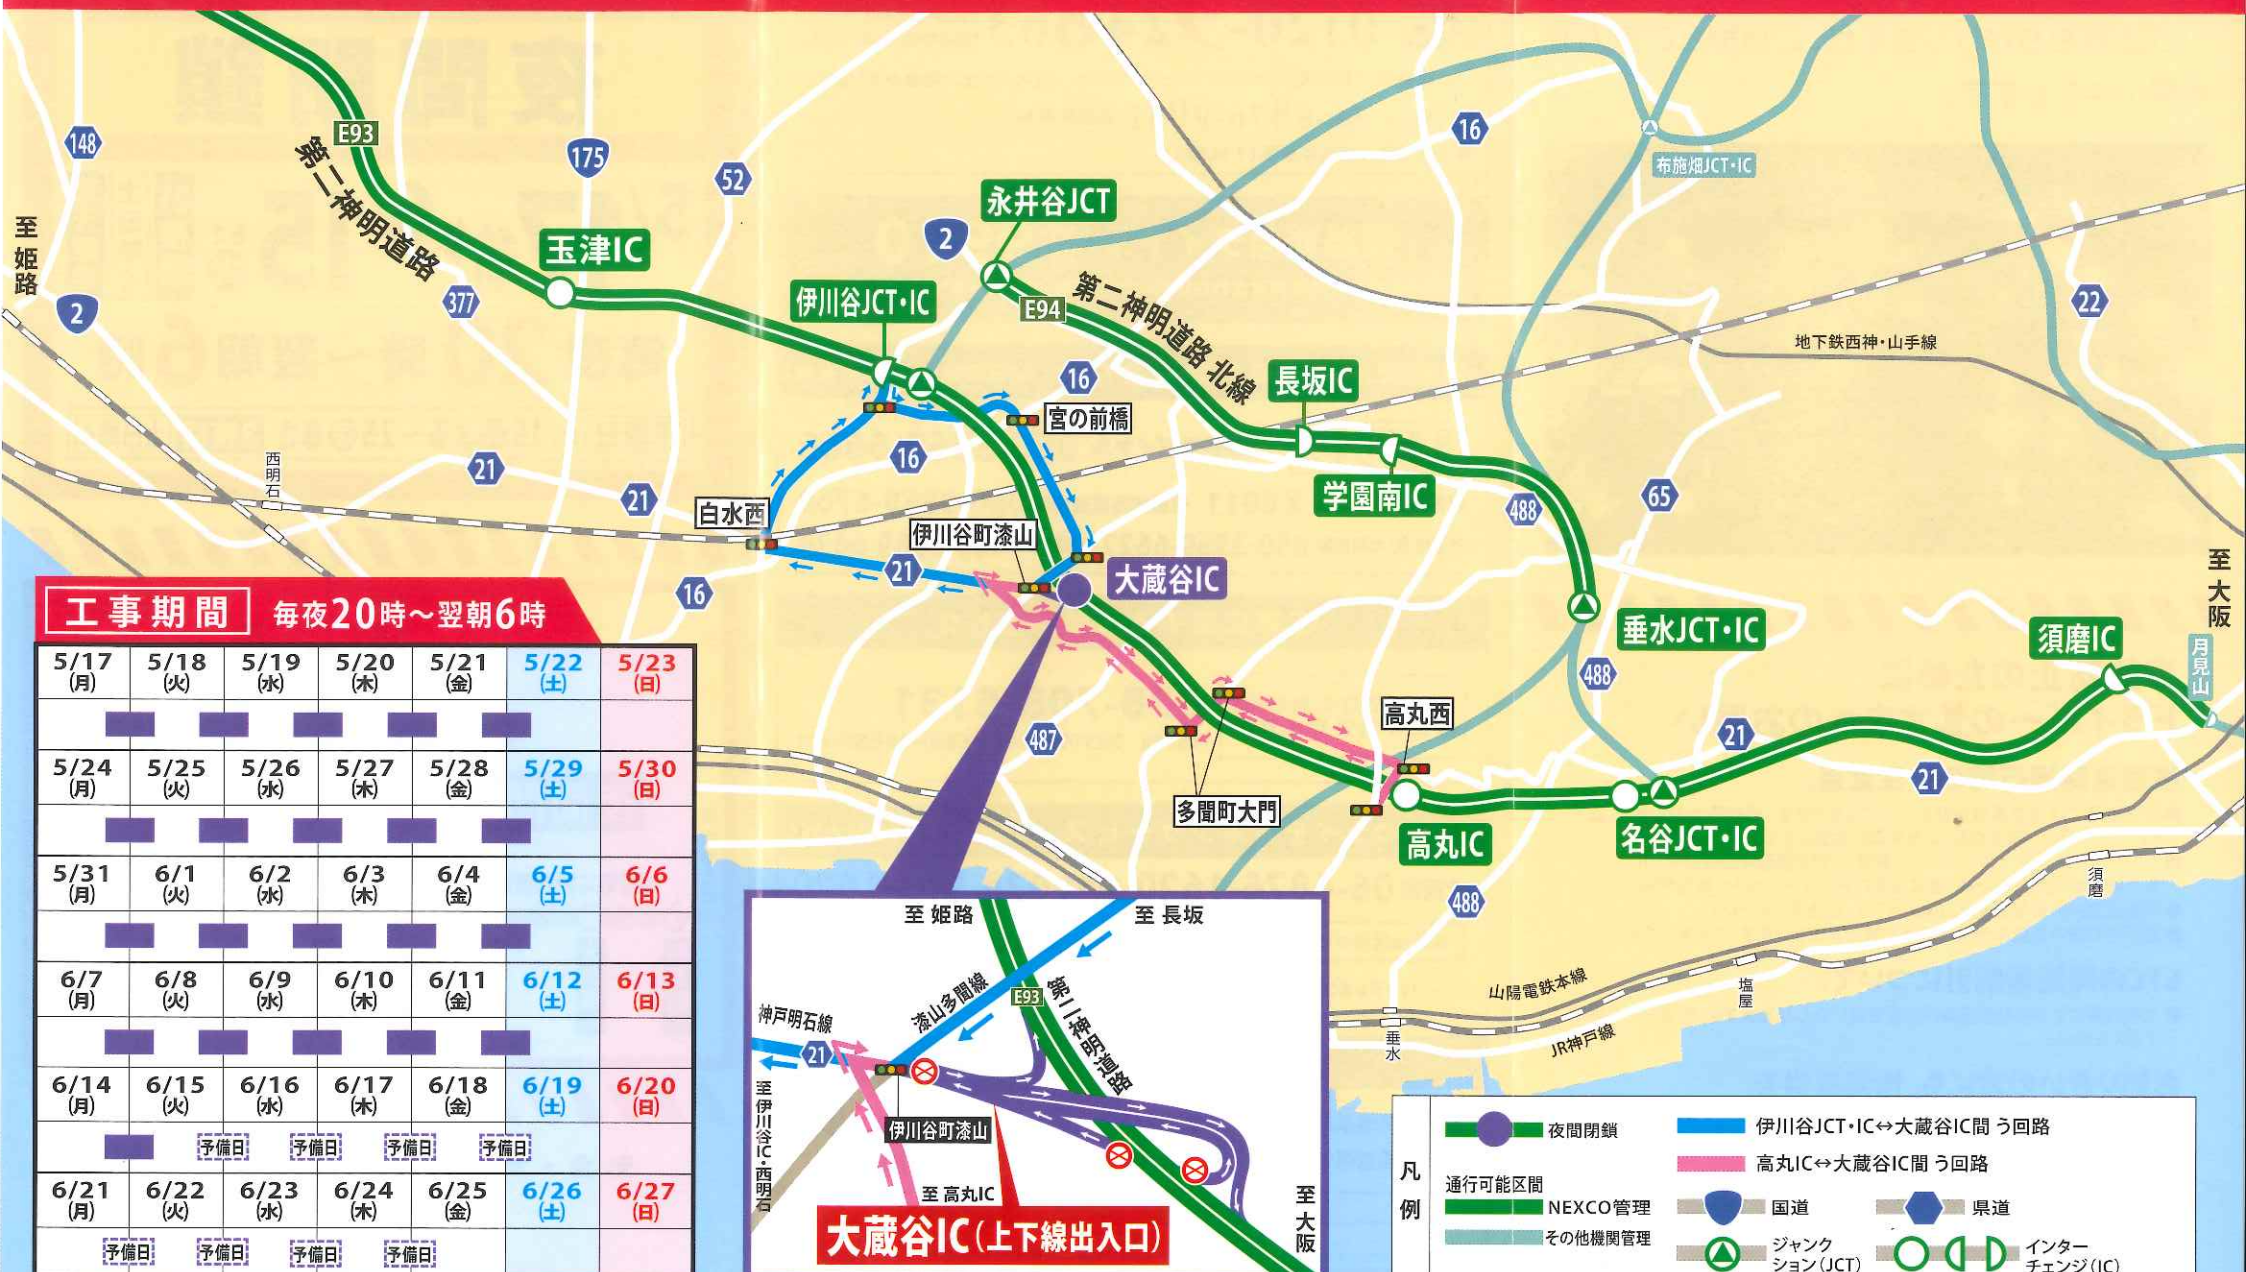 148
E93
第二神明道路
175
52
16
布施畑JCT・IC
永井谷JCT
2
至 姫路
玉津IC
377
2
伊川谷JCT・IC
E94
第二神明道路 北線
22
地下鉄西神・山手線
16
長坂IC
宮の前橋
16
西明石
21
21
白水西
学園南IC
488
65
伊川谷町漆山
21
大蔵谷IC
16
至 大阪
垂水JCT・IC
須磨IC
月見山
488
487
高丸西
21
21
多聞町大門
高丸IC
名谷JCT・IC
488
須磨
山陽電鉄本線
塩屋
垂水
JR神戸線
工事期間 毎夜20時～翌朝6時
5/17 5/18 5/19 5/20 5/21 5/22 5/23
(月) (火) (水) (木) (金) (土) (日)
5/24 5/25 5/26 5/27 5/28 5/29 5/30
(月) (火) (水) (木) (金) (土) (日)
5/31 6/1 6/2 6/3 6/4 6/5 6/6
(月) (火) (水) (木) (金) (土) (日)
6/7 6/8 6/9 6/10 6/11 6/12 6/13
(月) (火) (水) (木) (金) (土) (日)
6/14 6/15 6/16 6/17 6/18 6/19 6/20
(月) (火) (水) (木) (金) (土) (日)
予備日 予備日 予備日 予備日
6/21 6/22 6/23 6/24 6/25 6/26 6/27
(月) (火) (水) (木) (金) (土) (日)
予備日 予備日 予備日 予備日
至 姫路
至 長坂
E93
第二神明道路
漆山多聞線
神戸明石線
21
至 伊川谷IC・西明石
伊川谷町漆山
至 高丸IC
至 大阪
大蔵谷IC(上下線出入口)
凡例
夜間閉鎖
伊川谷JCT・IC⇔大蔵谷IC間 う回路
高丸IC⇔大蔵谷IC間 う回路
通行可能区間
NEXCO管理
その他機関管理
国道
県道
ジャンク
ション(JCT)
インター
チェンジ(IC)